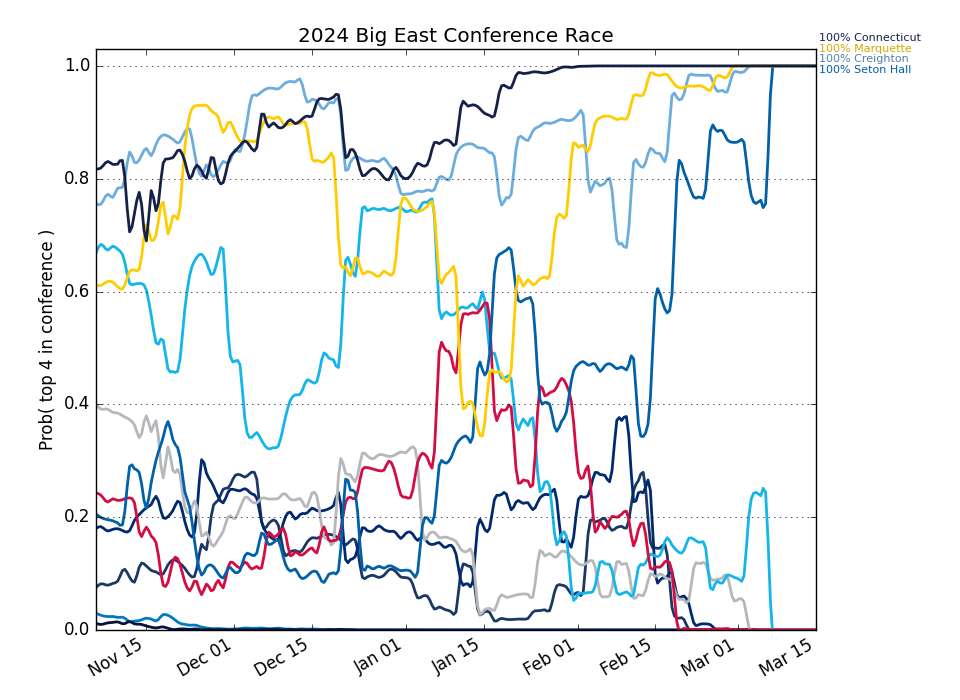 2024 Big East Conference Race
100% Connecticut
100% Marquette
100% Creighton
100% Seton Hall
1.0
0.8
0.6
0.4
0.2
0.0
Prob( top 4 in conference )
Nov 15
Dec 01
Dec 15
Jan 01
Jan 15
Feb 01
Feb 15
Mar 01
Mar 15